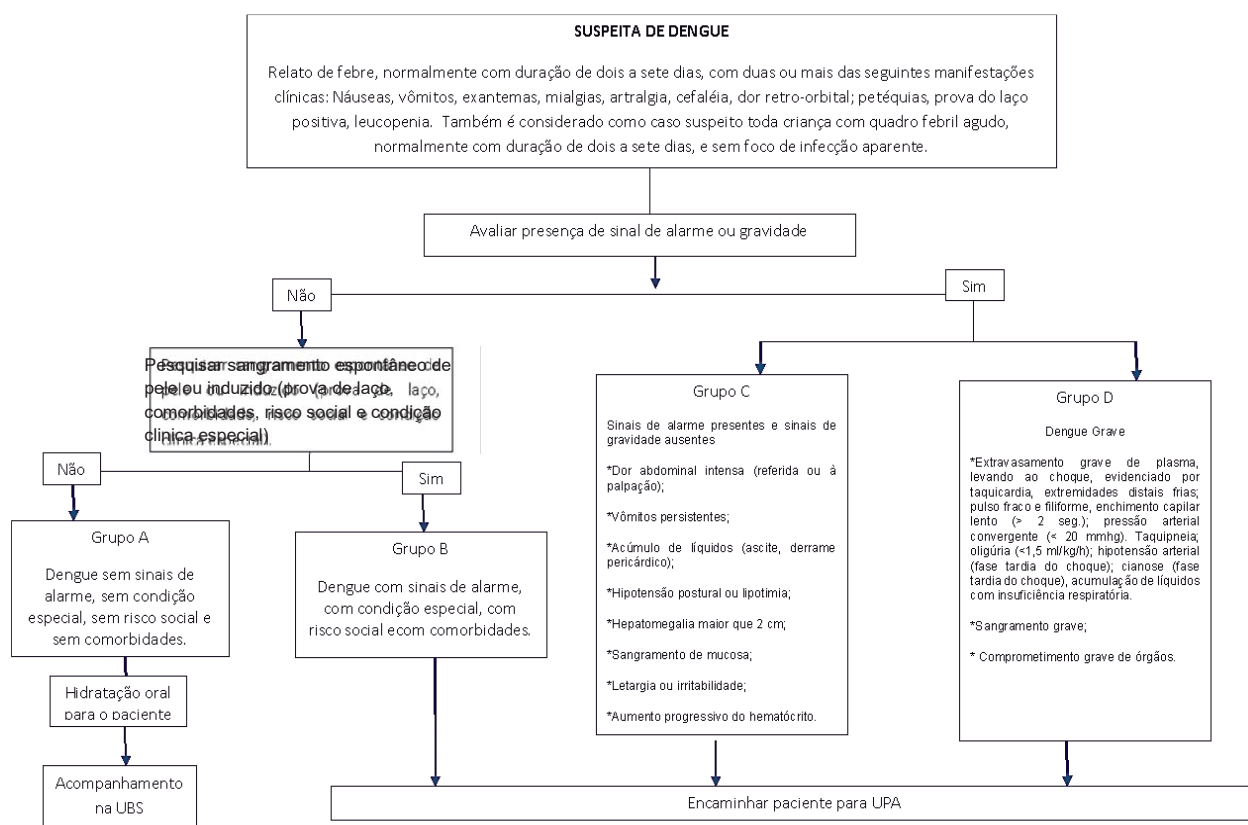 SUSPEITA DE DENGUE
Relato de febre, normalmente com duração de dois a sete dias, com duas ou mais das seguintes manifestações
clínicas: Náuseas, vômitos, exantemas, mialgias, artralgia, cefaléia, dor retro-orbital; petéquias, prova do laço
positiva, leucopenia. Também é considerado como caso suspeito toda criança com quadro febril agudo,
normalmente com duração de dois a sete dias, e sem foco de infecção aparente.
Avaliar presença de sinal de alarme ou gravidade
Não
Sim
Pesquisar sangramento espontâneo de
pele ou induzido (prova de laço,
comorbidades, risco social e condição
clinica especial)
Não
Sim
Grupo A
Dengue sem sinais de
alarme, sem condição
especial, sem risco social e
sem comorbidades.
Hidratação oral
para o paciente
Acompanhamento
na UBS
Grupo B
Dengue com sinais de alarme,
com condição especial, com
risco social ecom comorbidades.
Grupo C
Sinais de alarme presentes e sinais de
gravidade ausentes
*Dor abdominal intensa (referida ou à
palpação);
*Vômitos persistentes;
*Acúmulo de líquidos (ascite, derrame
pericárdico);
*Hipotensão postural ou lipotimia;
*Hepatomegalia maior que 2 cm;
*Sangramento de mucosa;
*Letargia ou irritabilidade;
*Aumento progressivo do hematócrito.
Grupo D
Dengue Grave
*Extravasamento grave de plasma,
levando ao choque, evidenciado por
taquicardia, extremidades distais frias;
pulso fraco e filiforme, enchimento capilar
lento (> 2 seg.); pressão arterial
convergente (< 20 mmhg). Taquipneia;
oligúria (<1,5 ml/kg/h); hipotensão arterial
(fase tardia do choque); cianose (fase
tardia do choque), acumulação de líquidos
com insuficiência respiratória.
*Sangramento grave;
* Comprometimento grave de órgãos.
Encaminhar paciente para UPA